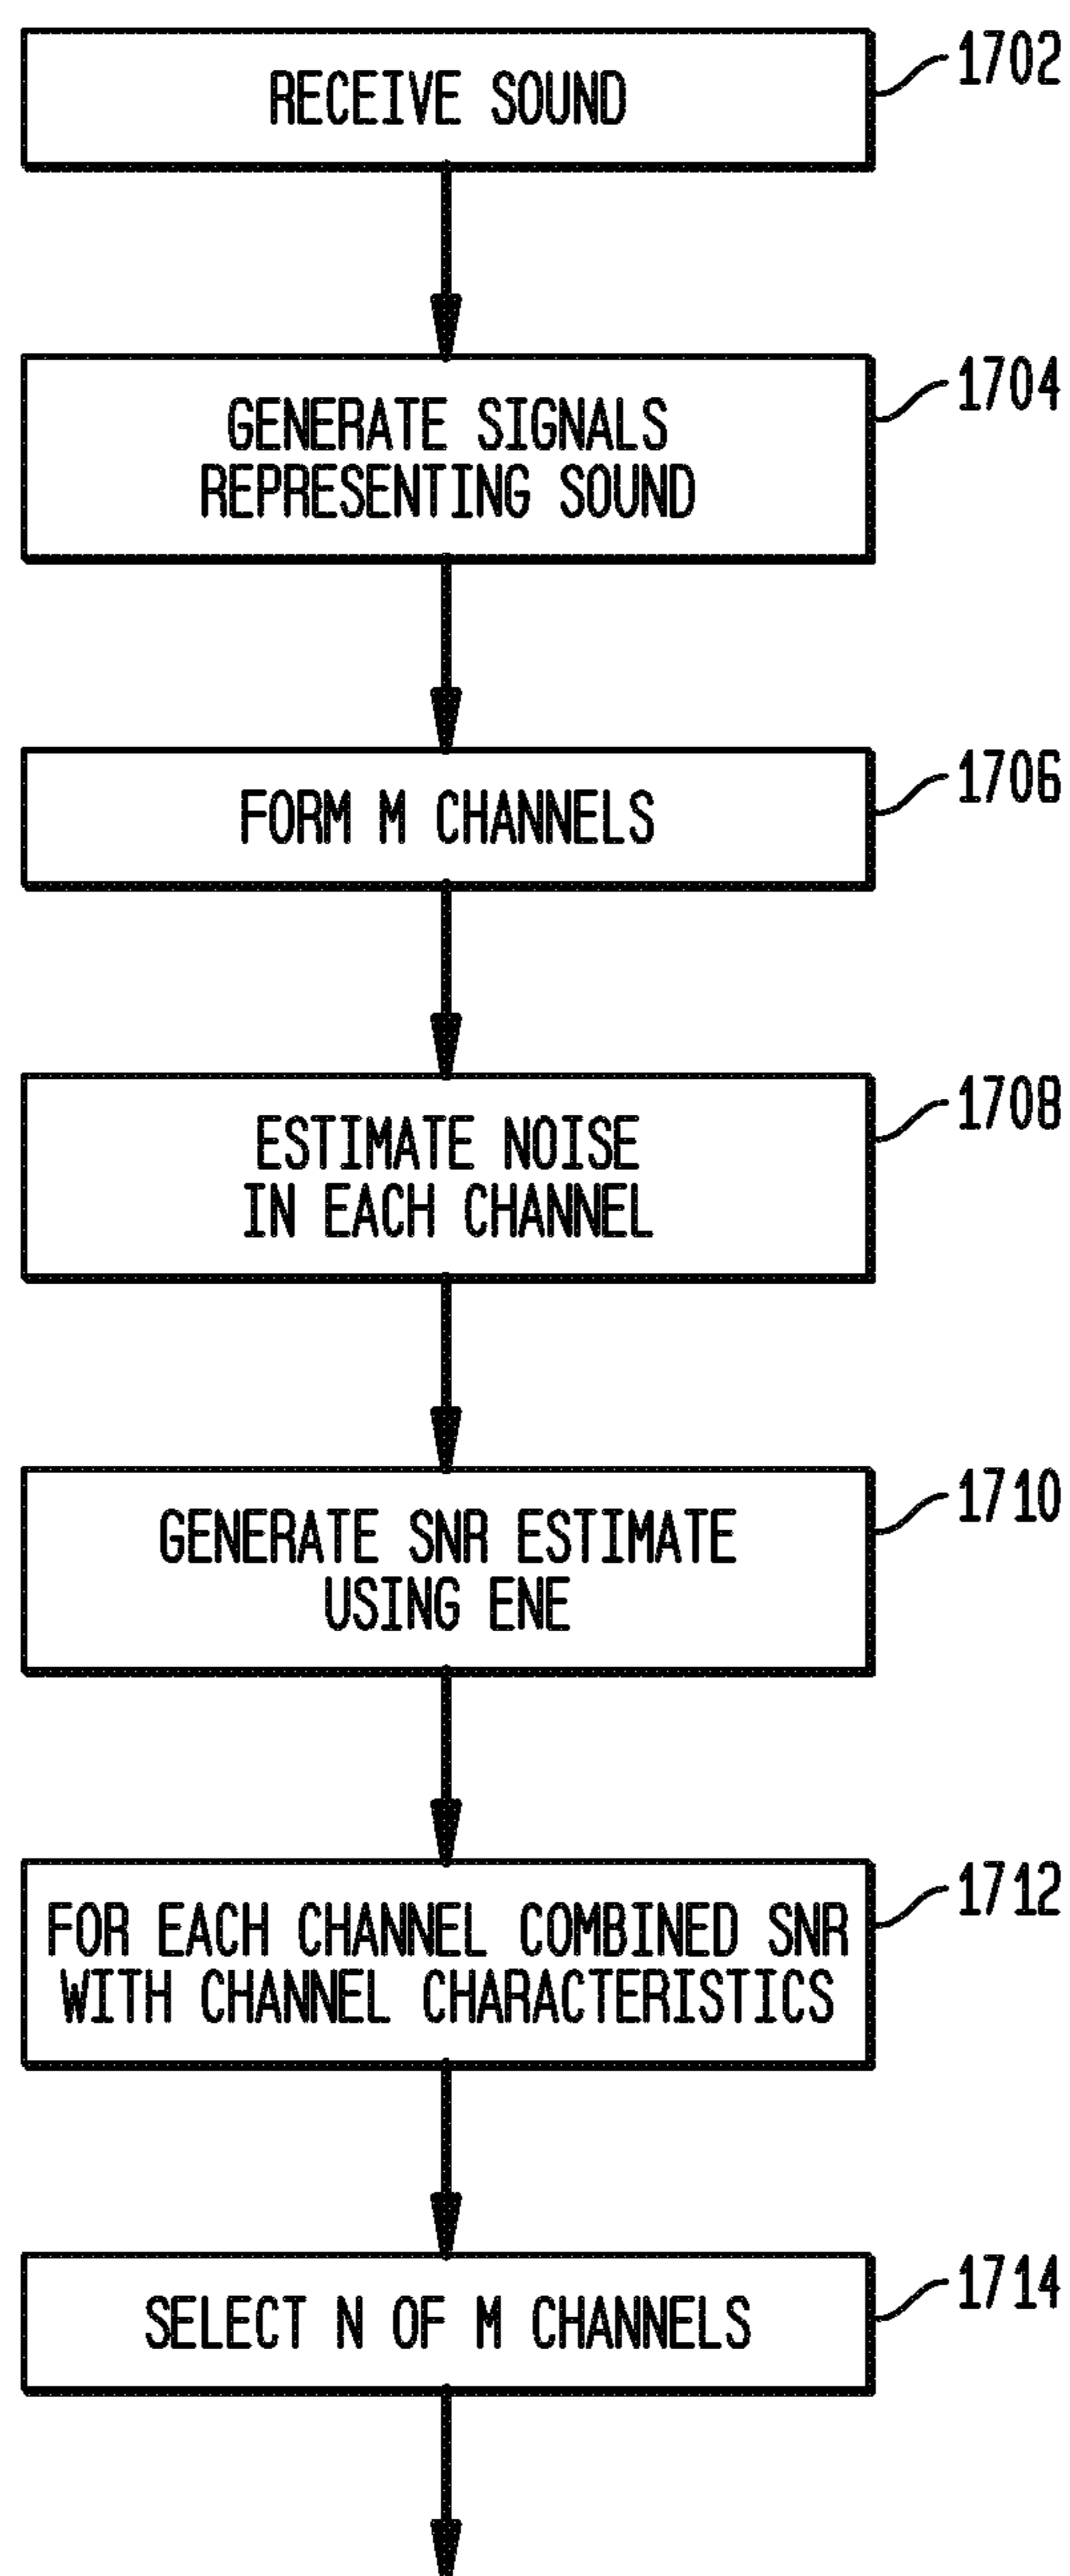 RECEIVE SOUND
1702
GENERATE SIGNALS
REPRESENTING SOUND
1704
FORM M CHANNELS
1706
ESTIMATE NOISE
IN EACH CHANNEL
1708
GENERATE SNR ESTIMATE
USING ENE
1710
FOR EACH CHANNEL COMBINED SNR
WITH CHANNEL CHARACTERISTICS
1712
SELECT N OF M CHANNELS
1714